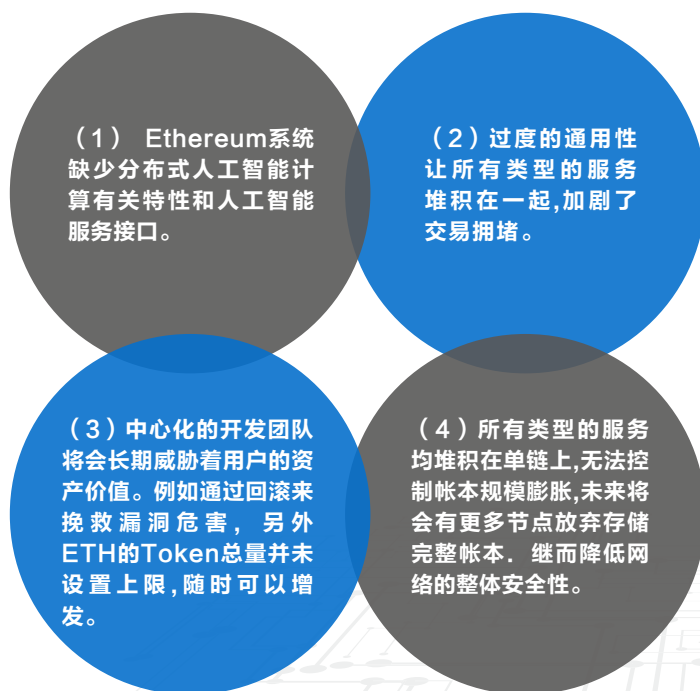 （1） Ethereum系统
缺少分布式人工智能计
算有关特性和人工智能
服务接口。
（2）过度的通用性
让所有类型的服务
堆积在一起,加剧了
交易拥堵。
（3）中心化的开发团队
将会长期威胁着用户的资
产价值。例如通过回滚来
挽救漏洞危害，另外
ETH的Token总量并未
设置上限,随时可以增
发。
（4）所有类型的服务
均堆积在单链上,无法控
制帐本规模膨胀,未来将
会有更多节点放弃存储
完整帐本．继而降低网
络的整体安全性。